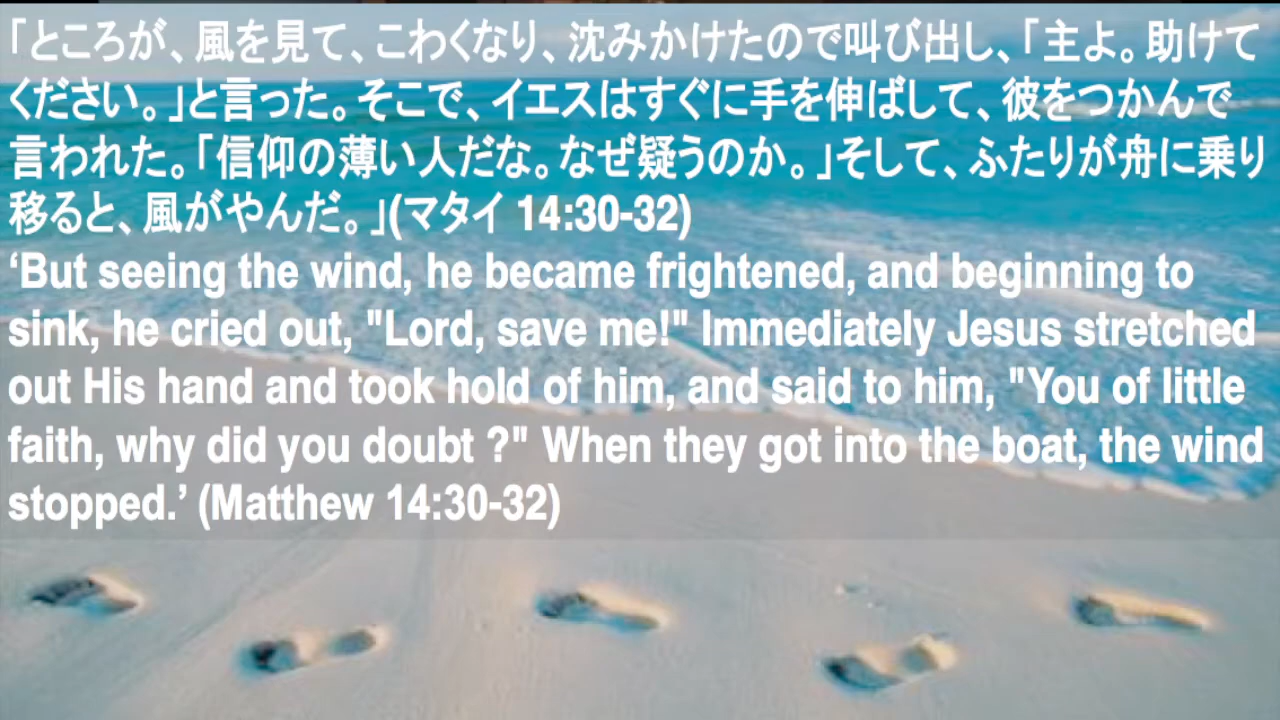 「ところが、風を見て、こわくなり、沈みかけたので叫び出し、「主よ。助けて
ください。」と言った。そこで、イエスはすぐに手を伸ばして、彼をつかんで
言われた。「信仰の薄い人だな。なぜ疑うのか。」そして、ふたりが舟に乗り
移ると、風がやんだ。」(マタイ 14:30-32)
‘But seeing the wind, he became frightened, and beginning to
sink, he cried out, "Lord, save me!" Immediately Jesus stretched
out His hand and took hold of him, and said to him, "You of little
faith, why did you doubt ?" When they got into the boat, the wind
stopped.’ (Matthew 14:30-32)